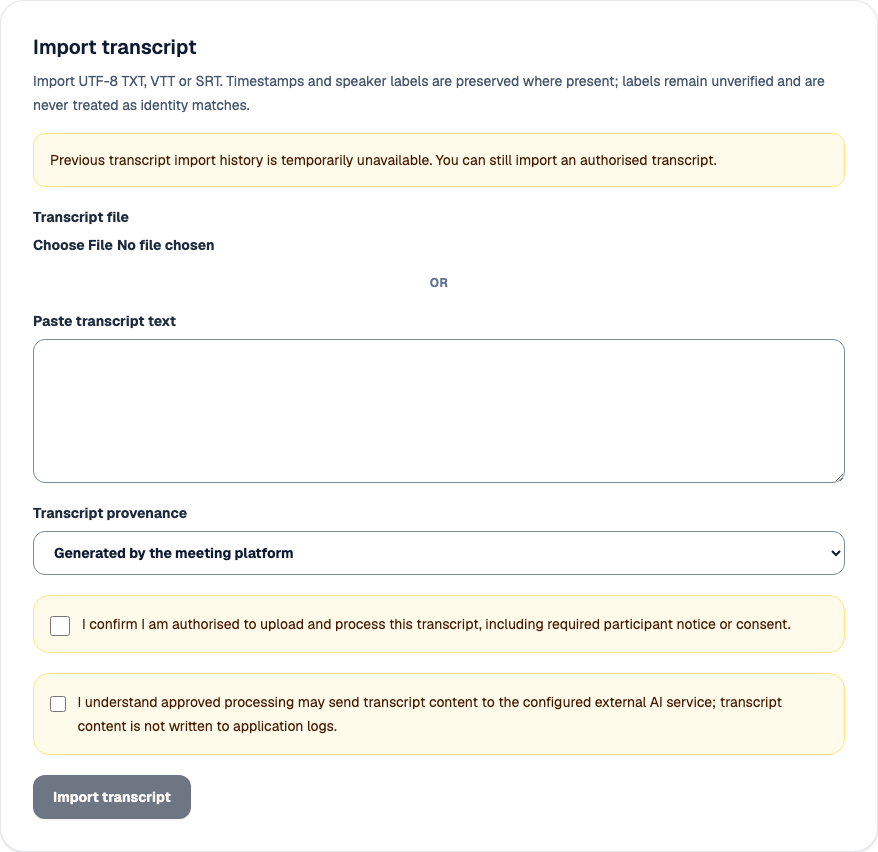 Import transcript
Import UTF-8 TXT, VTT or SRT. Timestamps and speaker labels are preserved where present; labels remain unverified and are
never treated as identity matches.
Previous transcript import history is temporarily unavailable. You can still import an authorised transcript.
Transcript file
Choose File No file chosen
OR
Paste transcript text
Transcript provenance
Generated by the meeting platform
I confirm I am authorised to upload and process this transcript, including required participant notice or consent.
I understand approved processing may send transcript content to the configured external AI service; transcript
content is not written to application logs.
Import transcript